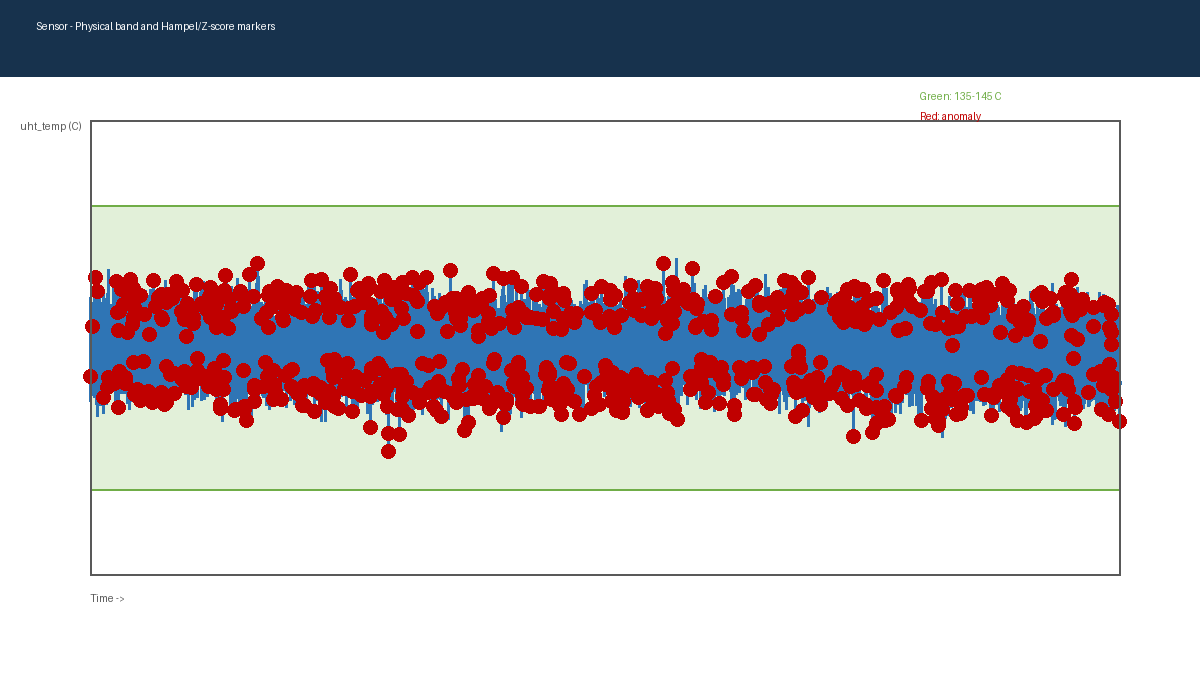 Sensor - Physical band and Hampel/Z-score markers
Green: 135-145 C
Red: anomaly
uht_temp (C)
Time ->